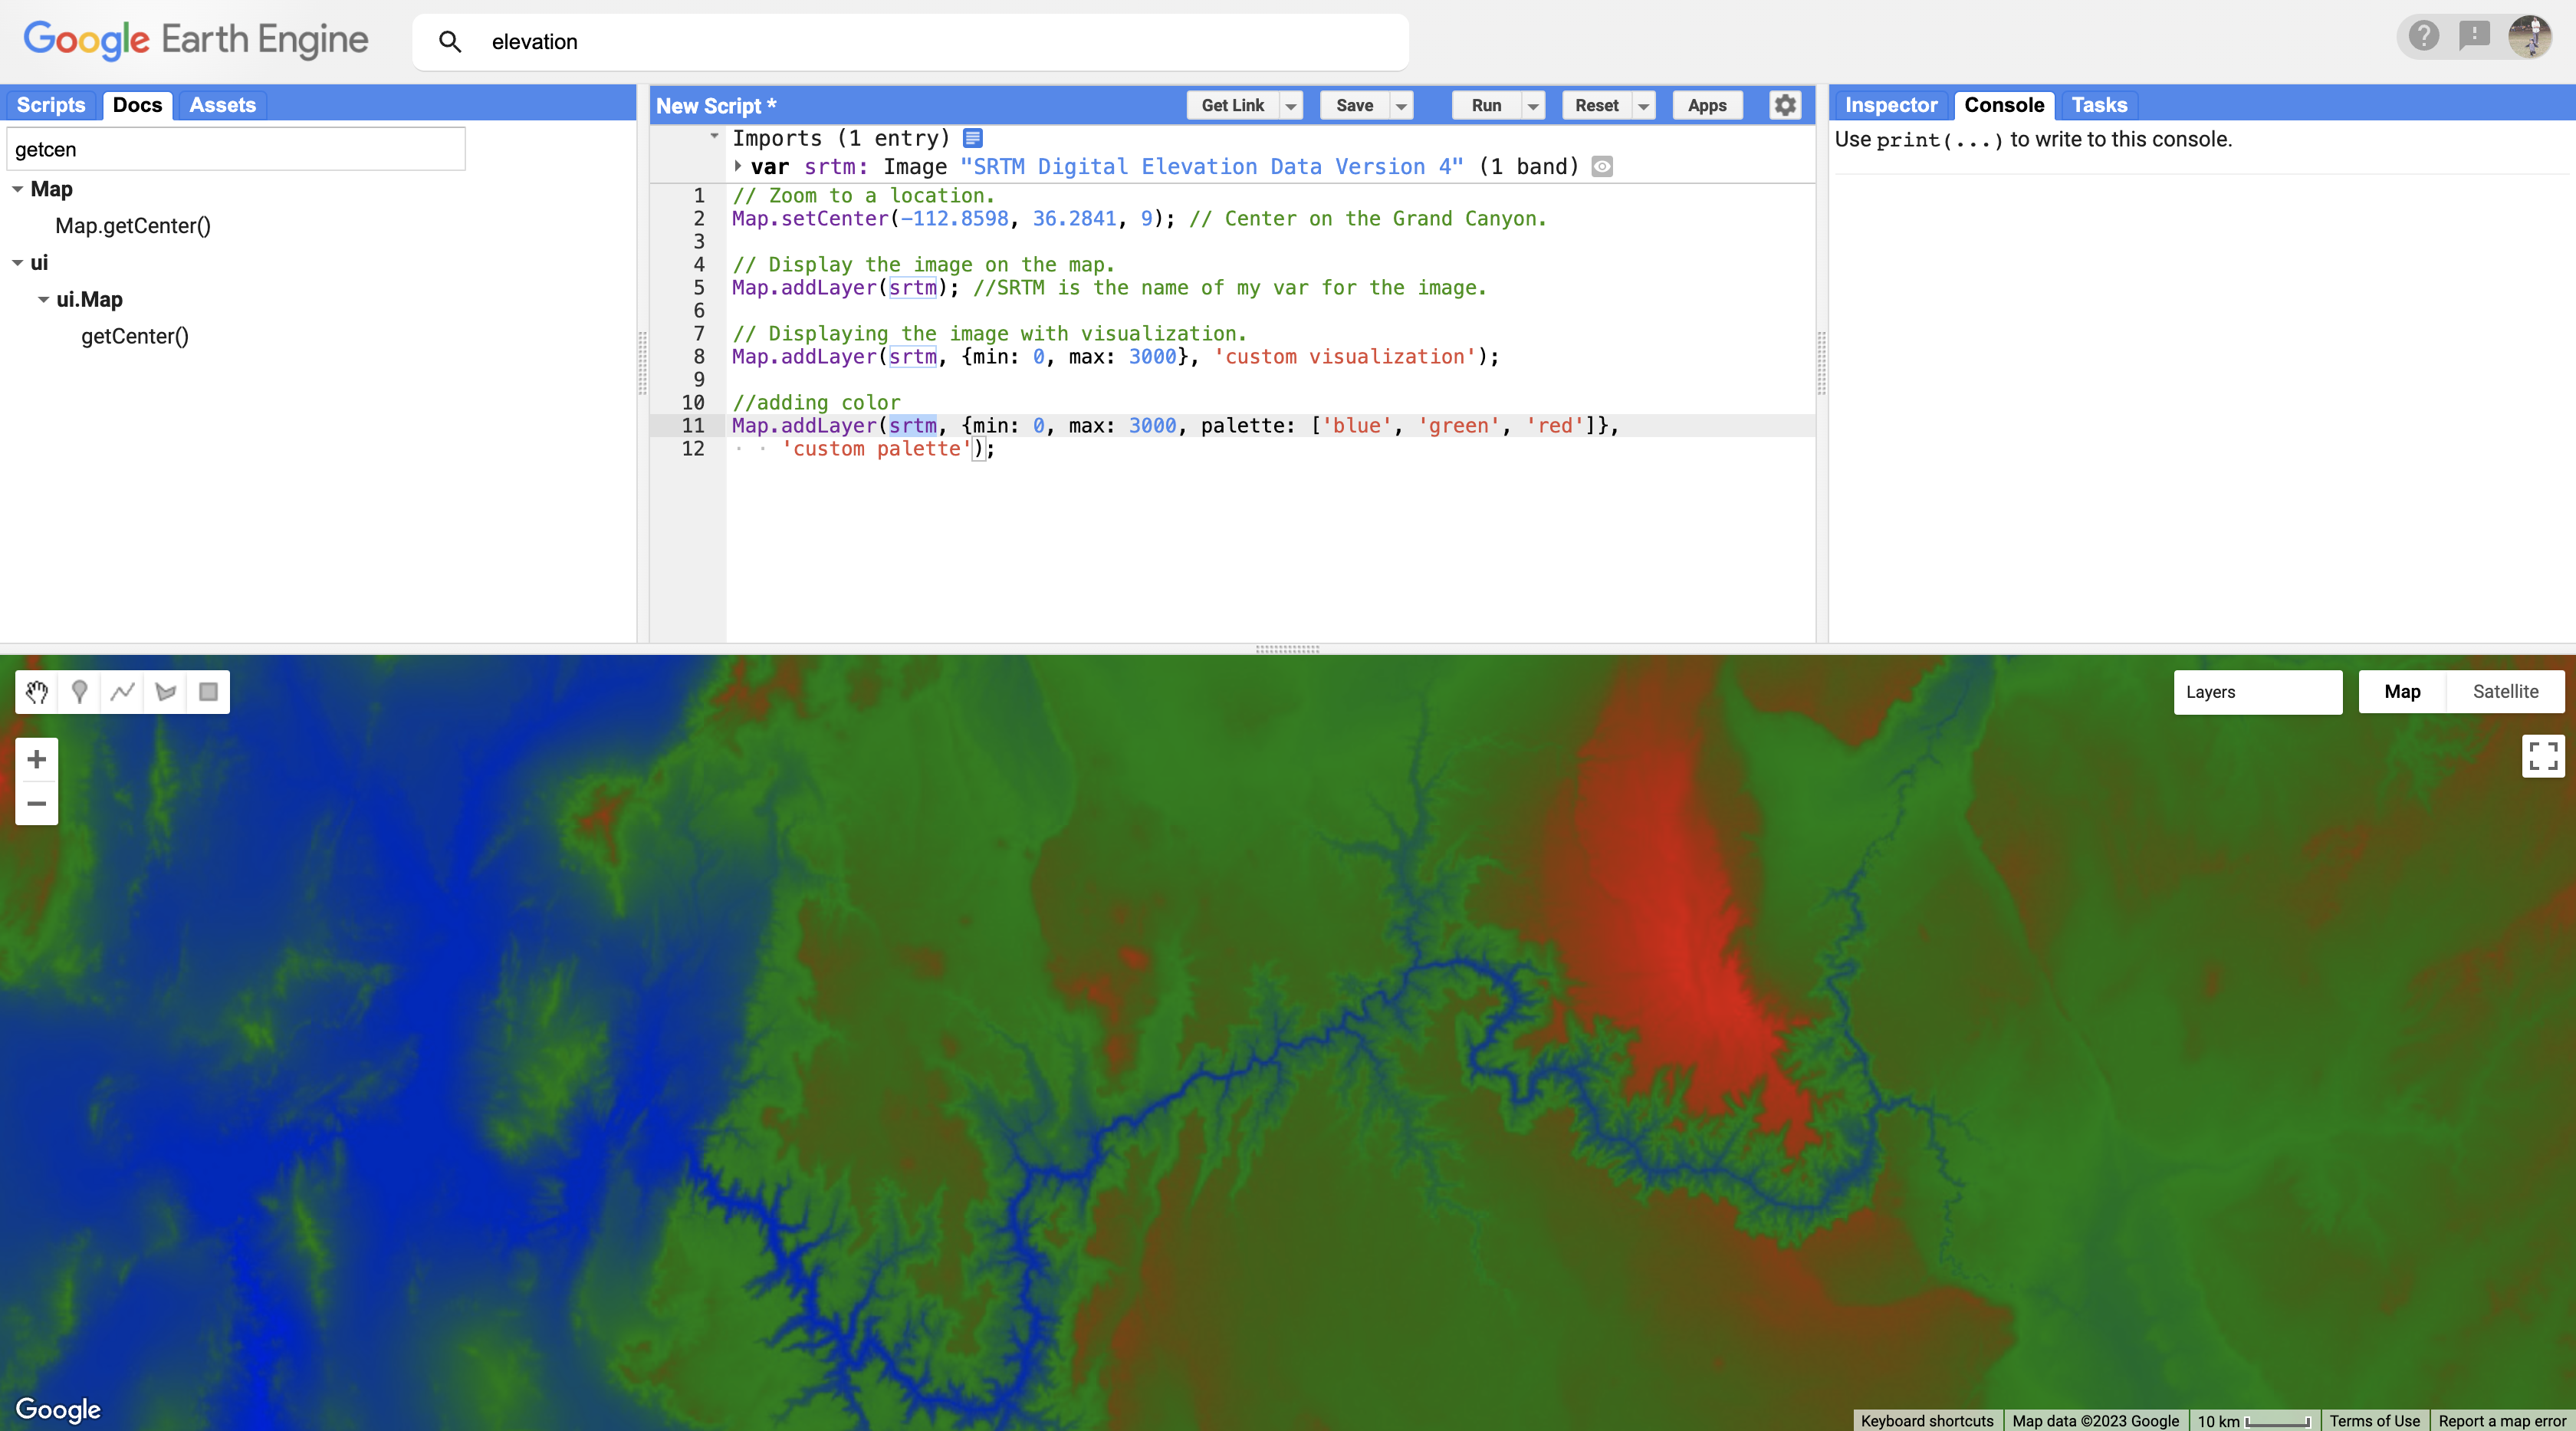 Google Earth Engine
elevation
Scripts Docs Assets
getcen
Map
Map.getCenter()
ui
ui.Map
getCenter()
New Script *
Get Link Save Run Reset Apps
Imports (1 entry)
var srtm: Image "SRTM Digital Elevation Data Version 4" (1 band)
1 // Zoom to a location.
2 Map.setCenter(-112.8598, 36.2841, 9); // Center on the Grand Canyon.
3
4 // Display the image on the map.
5 Map.addLayer(srtm); //SRTM is the name of my var for the image.
6
7 // Displaying the image with visualization.
8 Map.addLayer(srtm, {min: 0, max: 3000}, 'custom visualization');
9
10 //adding color
11 Map.addLayer(srtm, {min: 0, max: 3000, palette: ['blue', 'green', 'red']},
12 'custom palette');
Inspector Console Tasks
Use print(...) to write to this console.
Layers
Map Satellite
Google
Keyboard shortcuts Map data ©2023 Google 10 km Terms of Use Report a map error